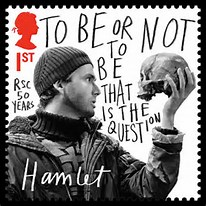 TO BE OR NOT
TO
BE
THAT
IS THE
QUESTION
1ST
RSC
50
YEARS
Hamlet